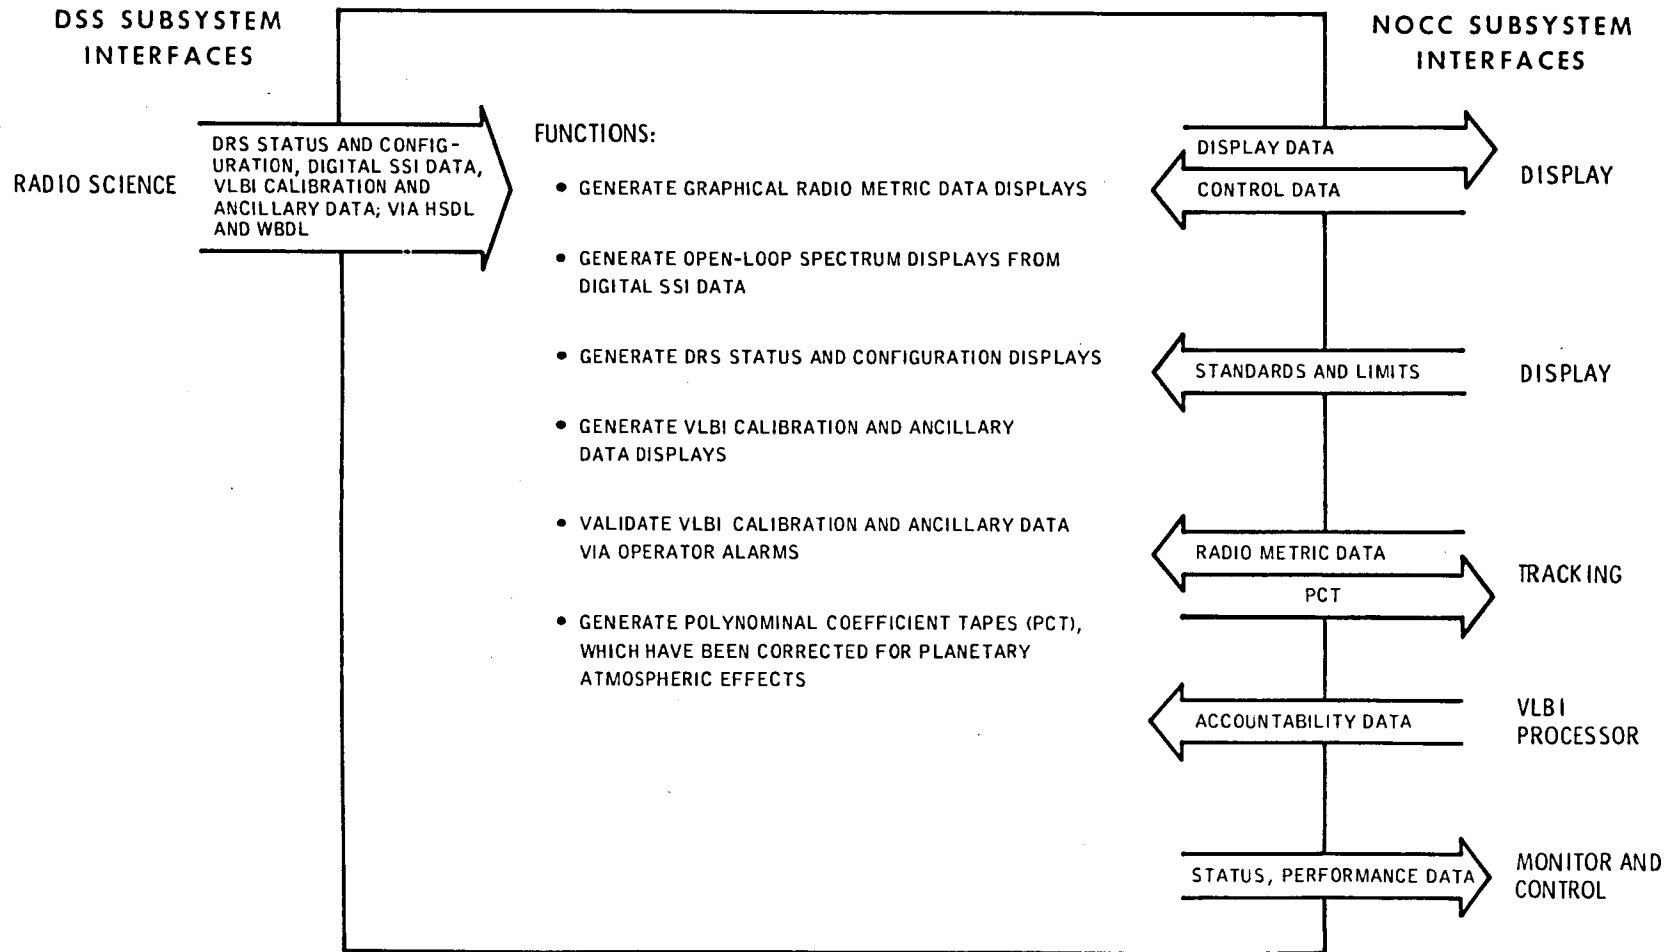 DSS SUBSYSTEM
INTERFACES
RADIO SCIENCE
DRS STATUS AND CONFIG-
URATION, DIGITAL SSI DATA,
VLBI CALIBRATION AND
ANCILLARY DATA; VIA HSDL
AND WBDL
FUNCTIONS:
• GENERATE GRAPHICAL RADIO METRIC DATA DISPLAYS
• GENERATE OPEN-LOOP SPECTRUM DISPLAYS FROM
DIGITAL SSI DATA
• GENERATE DRS STATUS AND CONFIGURATION DISPLAYS
• GENERATE VLBI CALIBRATION AND ANCILLARY
DATA DISPLAYS
• VALIDATE VLBI CALIBRATION AND ANCILLARY DATA
VIA OPERATOR ALARMS
• GENERATE POLYNOMINAL COEFFICIENT TAPES (PCT),
WHICH HAVE BEEN CORRECTED FOR PLANETARY
ATMOSPHERIC EFFECTS
NOCC SUBSYSTEM
INTERFACES
DISPLAY DATA
CONTROL DATA
DISPLAY
STANDARDS AND LIMITS
DISPLAY
RADIO METRIC DATA
PCT
TRACKING
ACCOUNTABILITY DATA
VLBI
PROCESSOR
STATUS, PERFORMANCE DATA
MONITOR AND
CONTROL